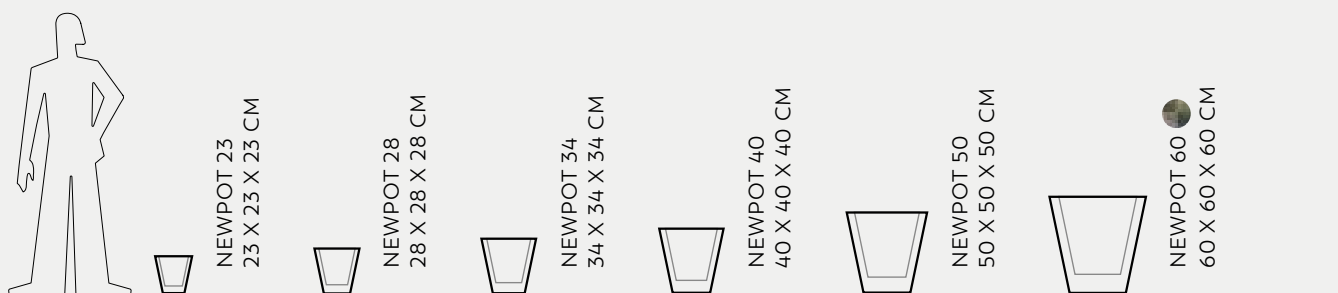 NEWPOT 23
23 X 23 X 23 CM
NEWPOT 28
28 X 28 X 28 CM
NEWPOT 34
34 X 34 X 34 CM
NEWPOT 40
40 X 40 X 40 CM
NEWPOT 50
50 X 50 X 50 CM
NEWPOT 60
60 X 60 X 60 CM